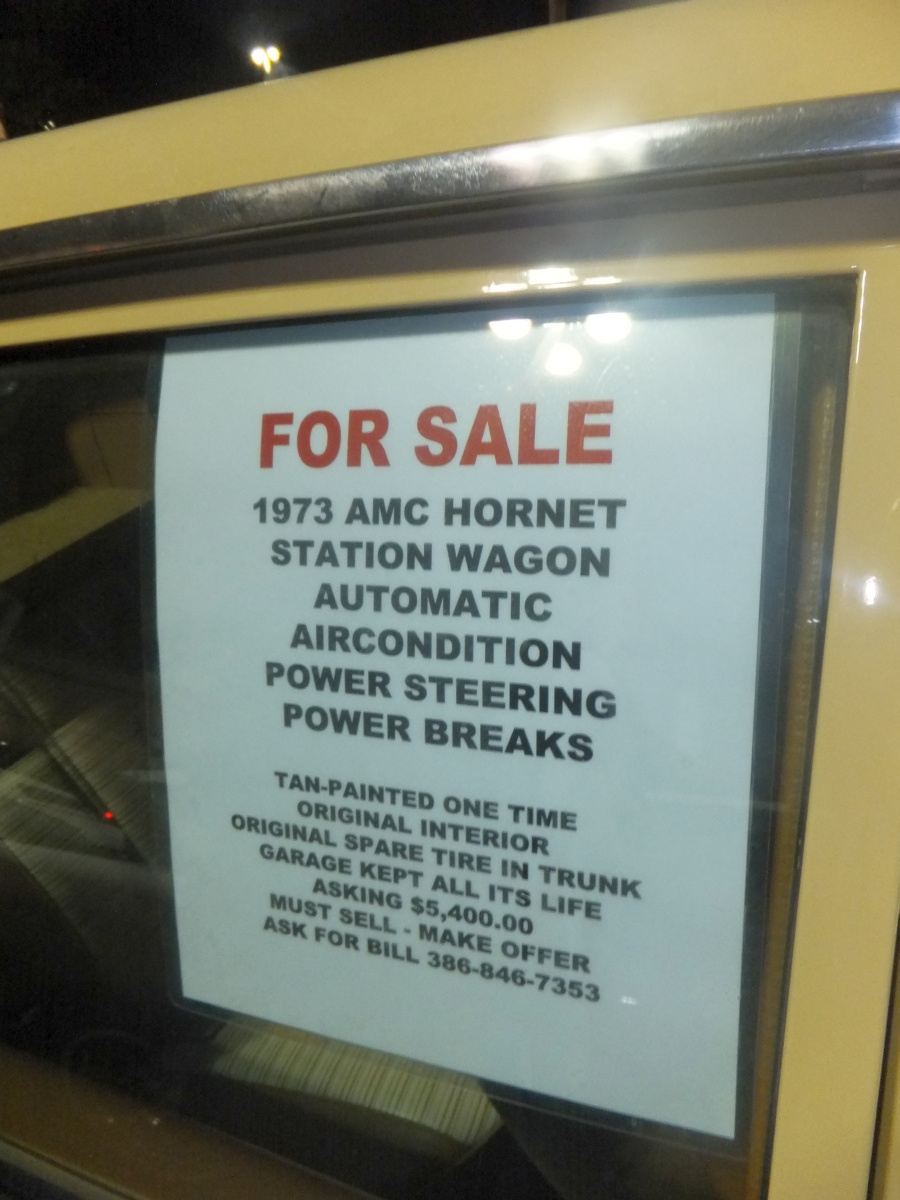 FOR SALE
1973 AMC HORNET
STATION WAGON
AUTOMATIC
AIRCONDITION
POWER STEERING
POWER BREAKS
TAN-PAINTED ONE TIME
ORIGINAL INTERIOR
ORIGINAL SPARE TIRE IN TRUNK
GARAGE KEPT ALL ITS LIFE
ASKING $5,400.00
MUST SELL - MAKE OFFER
ASK FOR BILL 386-846-7353